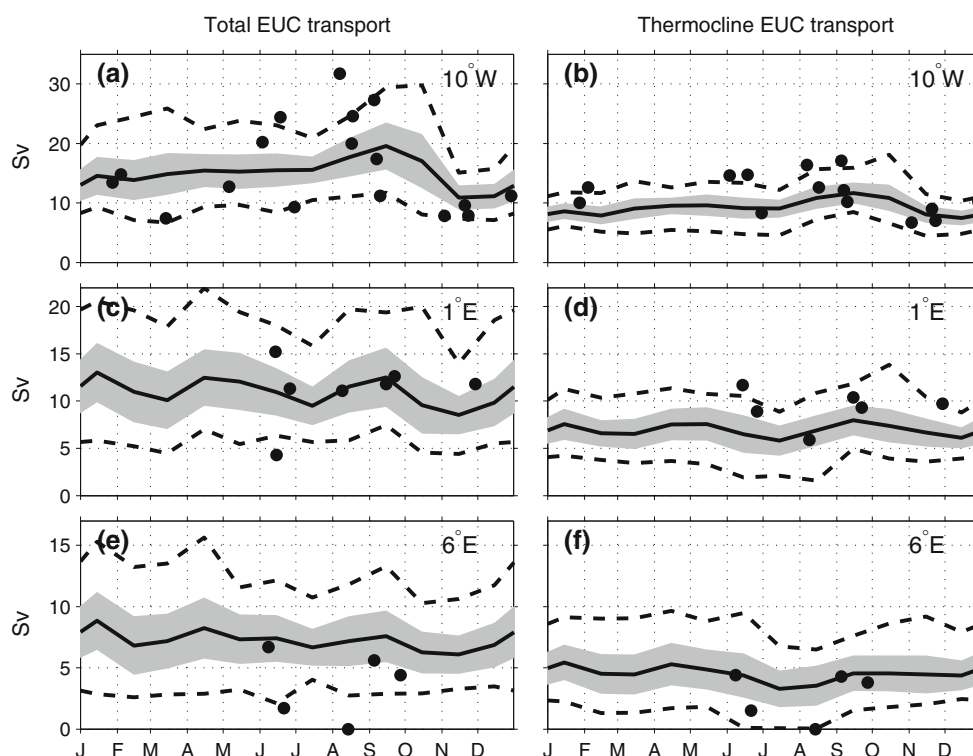 Total EUC transport Thermocline EUC transport
(a) 10°W (b) 10°W
30
20
10
0
Sv
(c) 1°E (d) 1°E
20
15
10
5
0
Sv
(e) 6°E (f) 6°E
15
10
5
0
Sv
J F M A M J J A S O N D J F M A M J J A S O N D